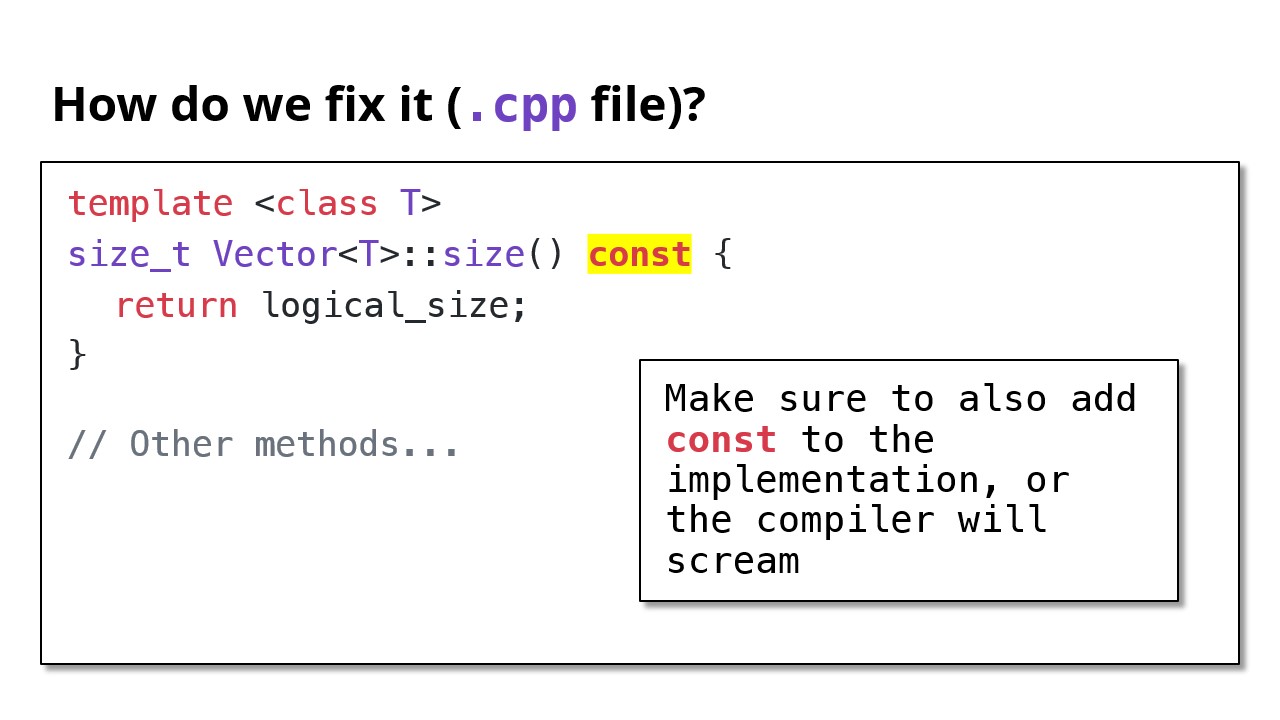 How do we fix it (.cpp file)?
template <class T>
size_t Vector<T>::size() const {
return logical_size;
}
// Other methods...
Make sure to also add
const to the
implementation, or
the compiler will
scream